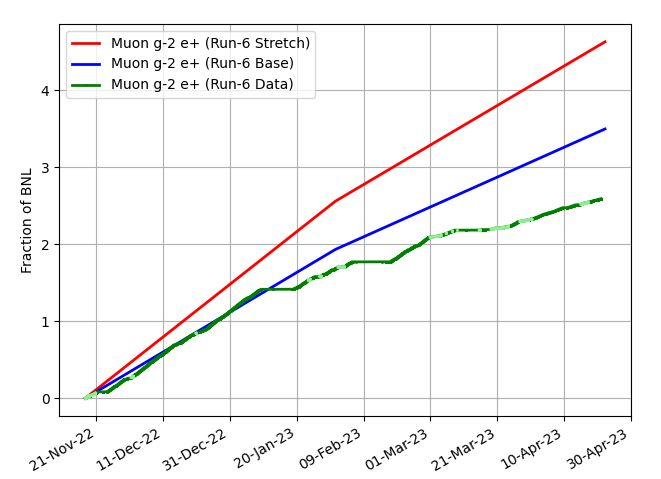 Muon g-2 e+ (Run-6 Stretch)
Muon g-2 e+ (Run-6 Base)
Muon g-2 e+ (Run-6 Data)
Fraction of BNL
4
3
2
1
0
21-Nov-22
11-Dec-22
31-Dec-22
20-Jan-23
09-Feb-23
01-Mar-23
21-Mar-23
10-Apr-23
30-Apr-23